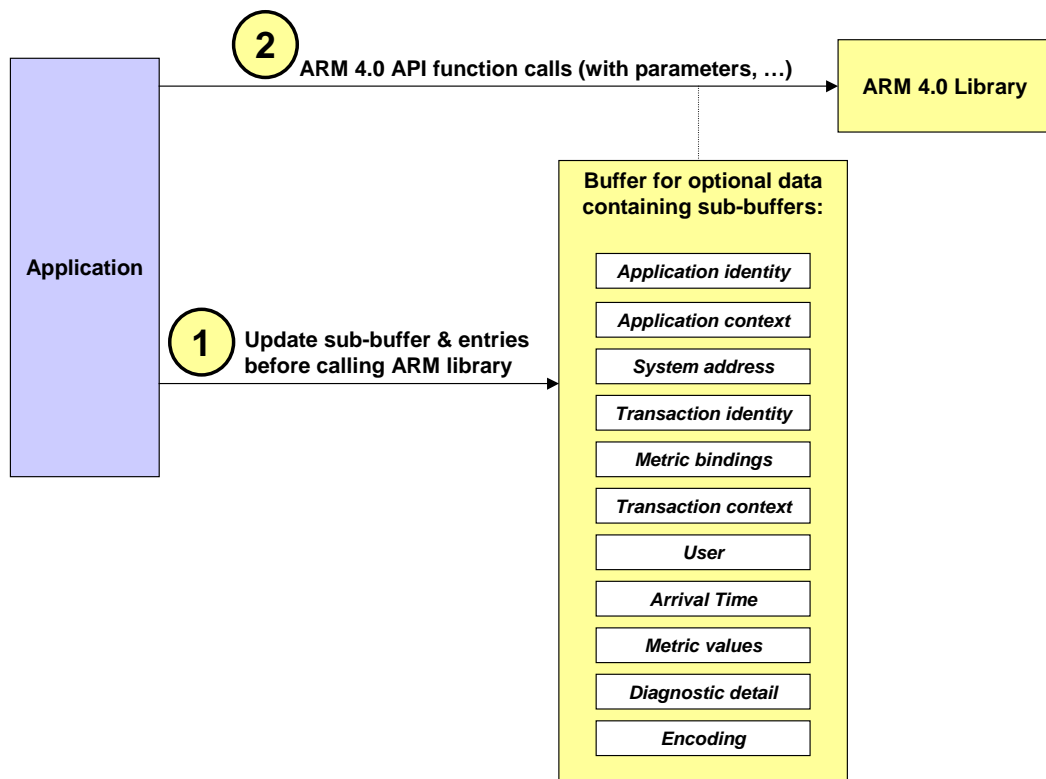 2
ARM 4.0 API function calls (with parameters, …)
ARM 4.0 Library
Buffer for optional data
containing sub-buffers:
Application
Application identity
Application context
1
Update sub-buffer & entries
before calling ARM library
System address
Transaction identity
Metric bindings
Transaction context
User
Arrival Time
Metric values
Diagnostic detail
Encoding